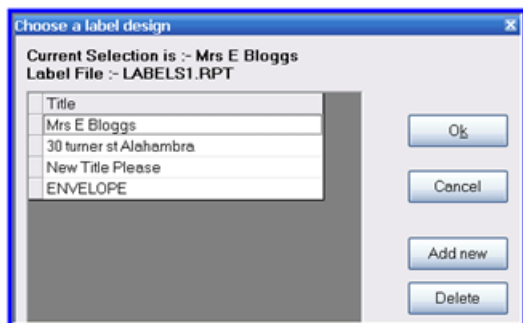 Choose a label design
Current Selection is :- Mrs E Bloggs
Label File :- LABELS1.RPT
Title
Mrs E Bloggs
30 turner st Alahambra
New Title Please
ENVELOPE
Ok
Cancel
Add new
Delete